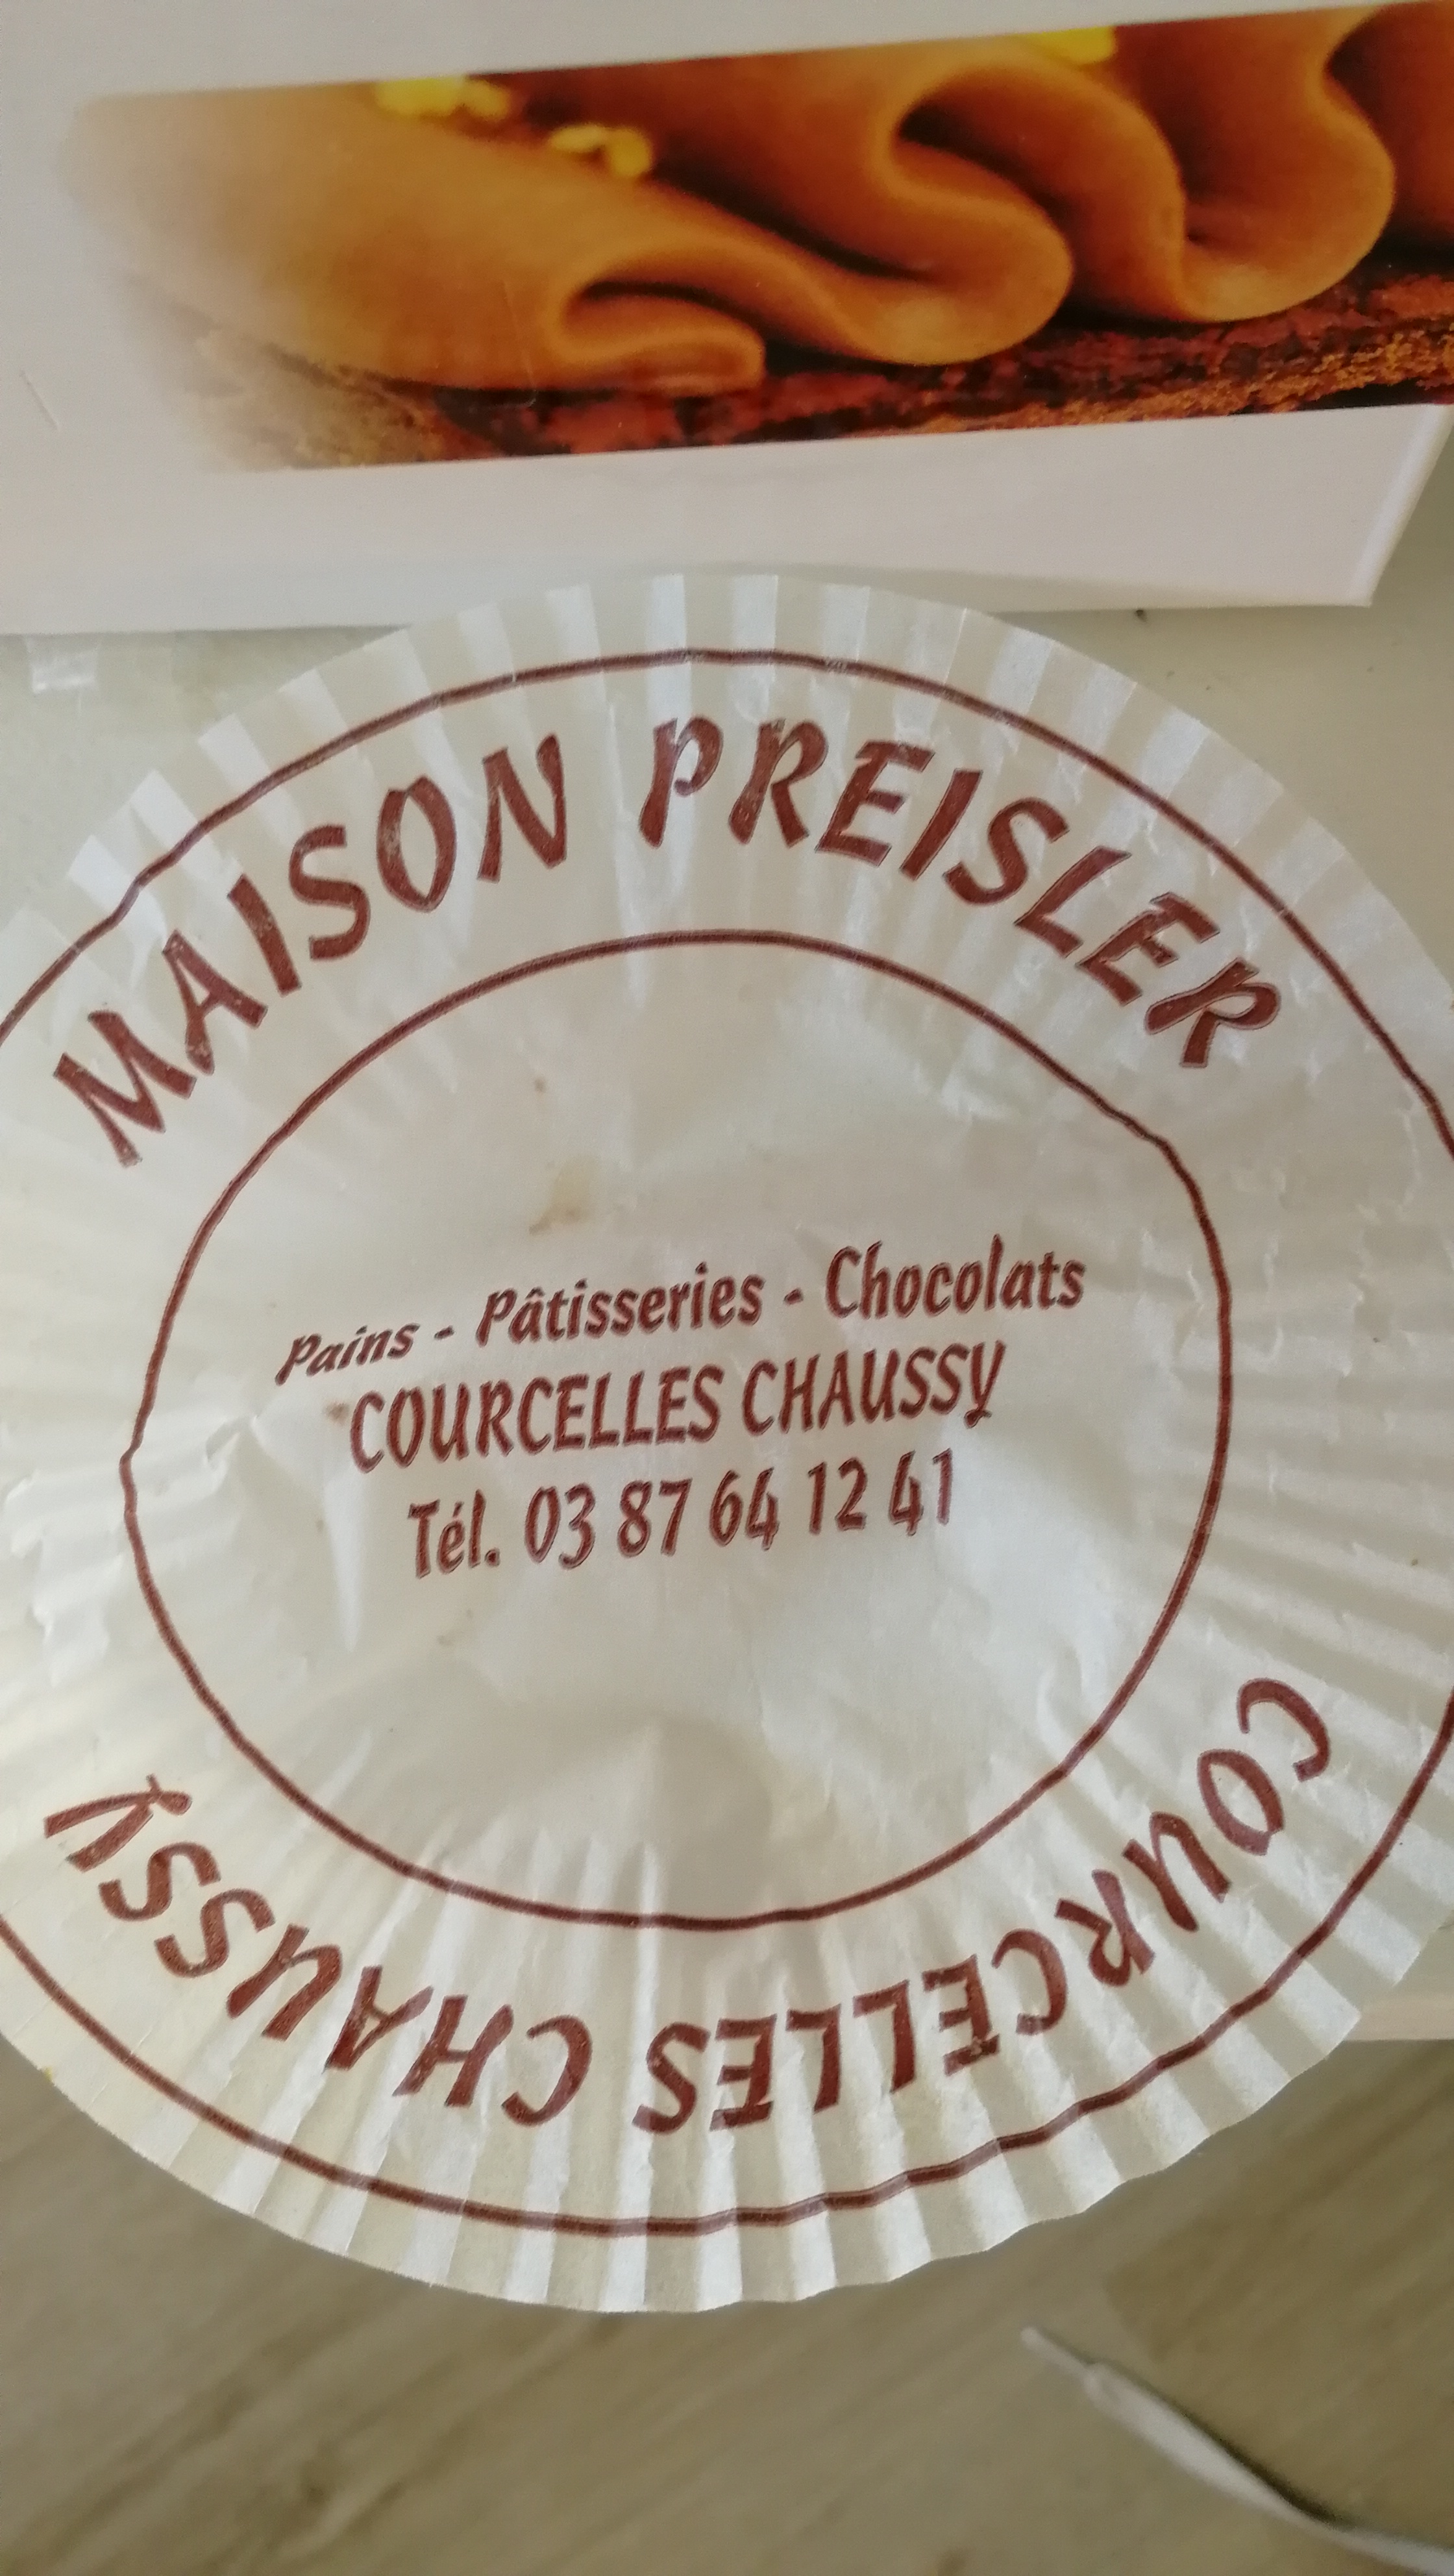 MAISON PREISLER
Pains - Pâtisseries - Chocolats
COURCELLES CHAUSSY
Tél. 03 87 64 12 41
COURCELLES CHAUSSY